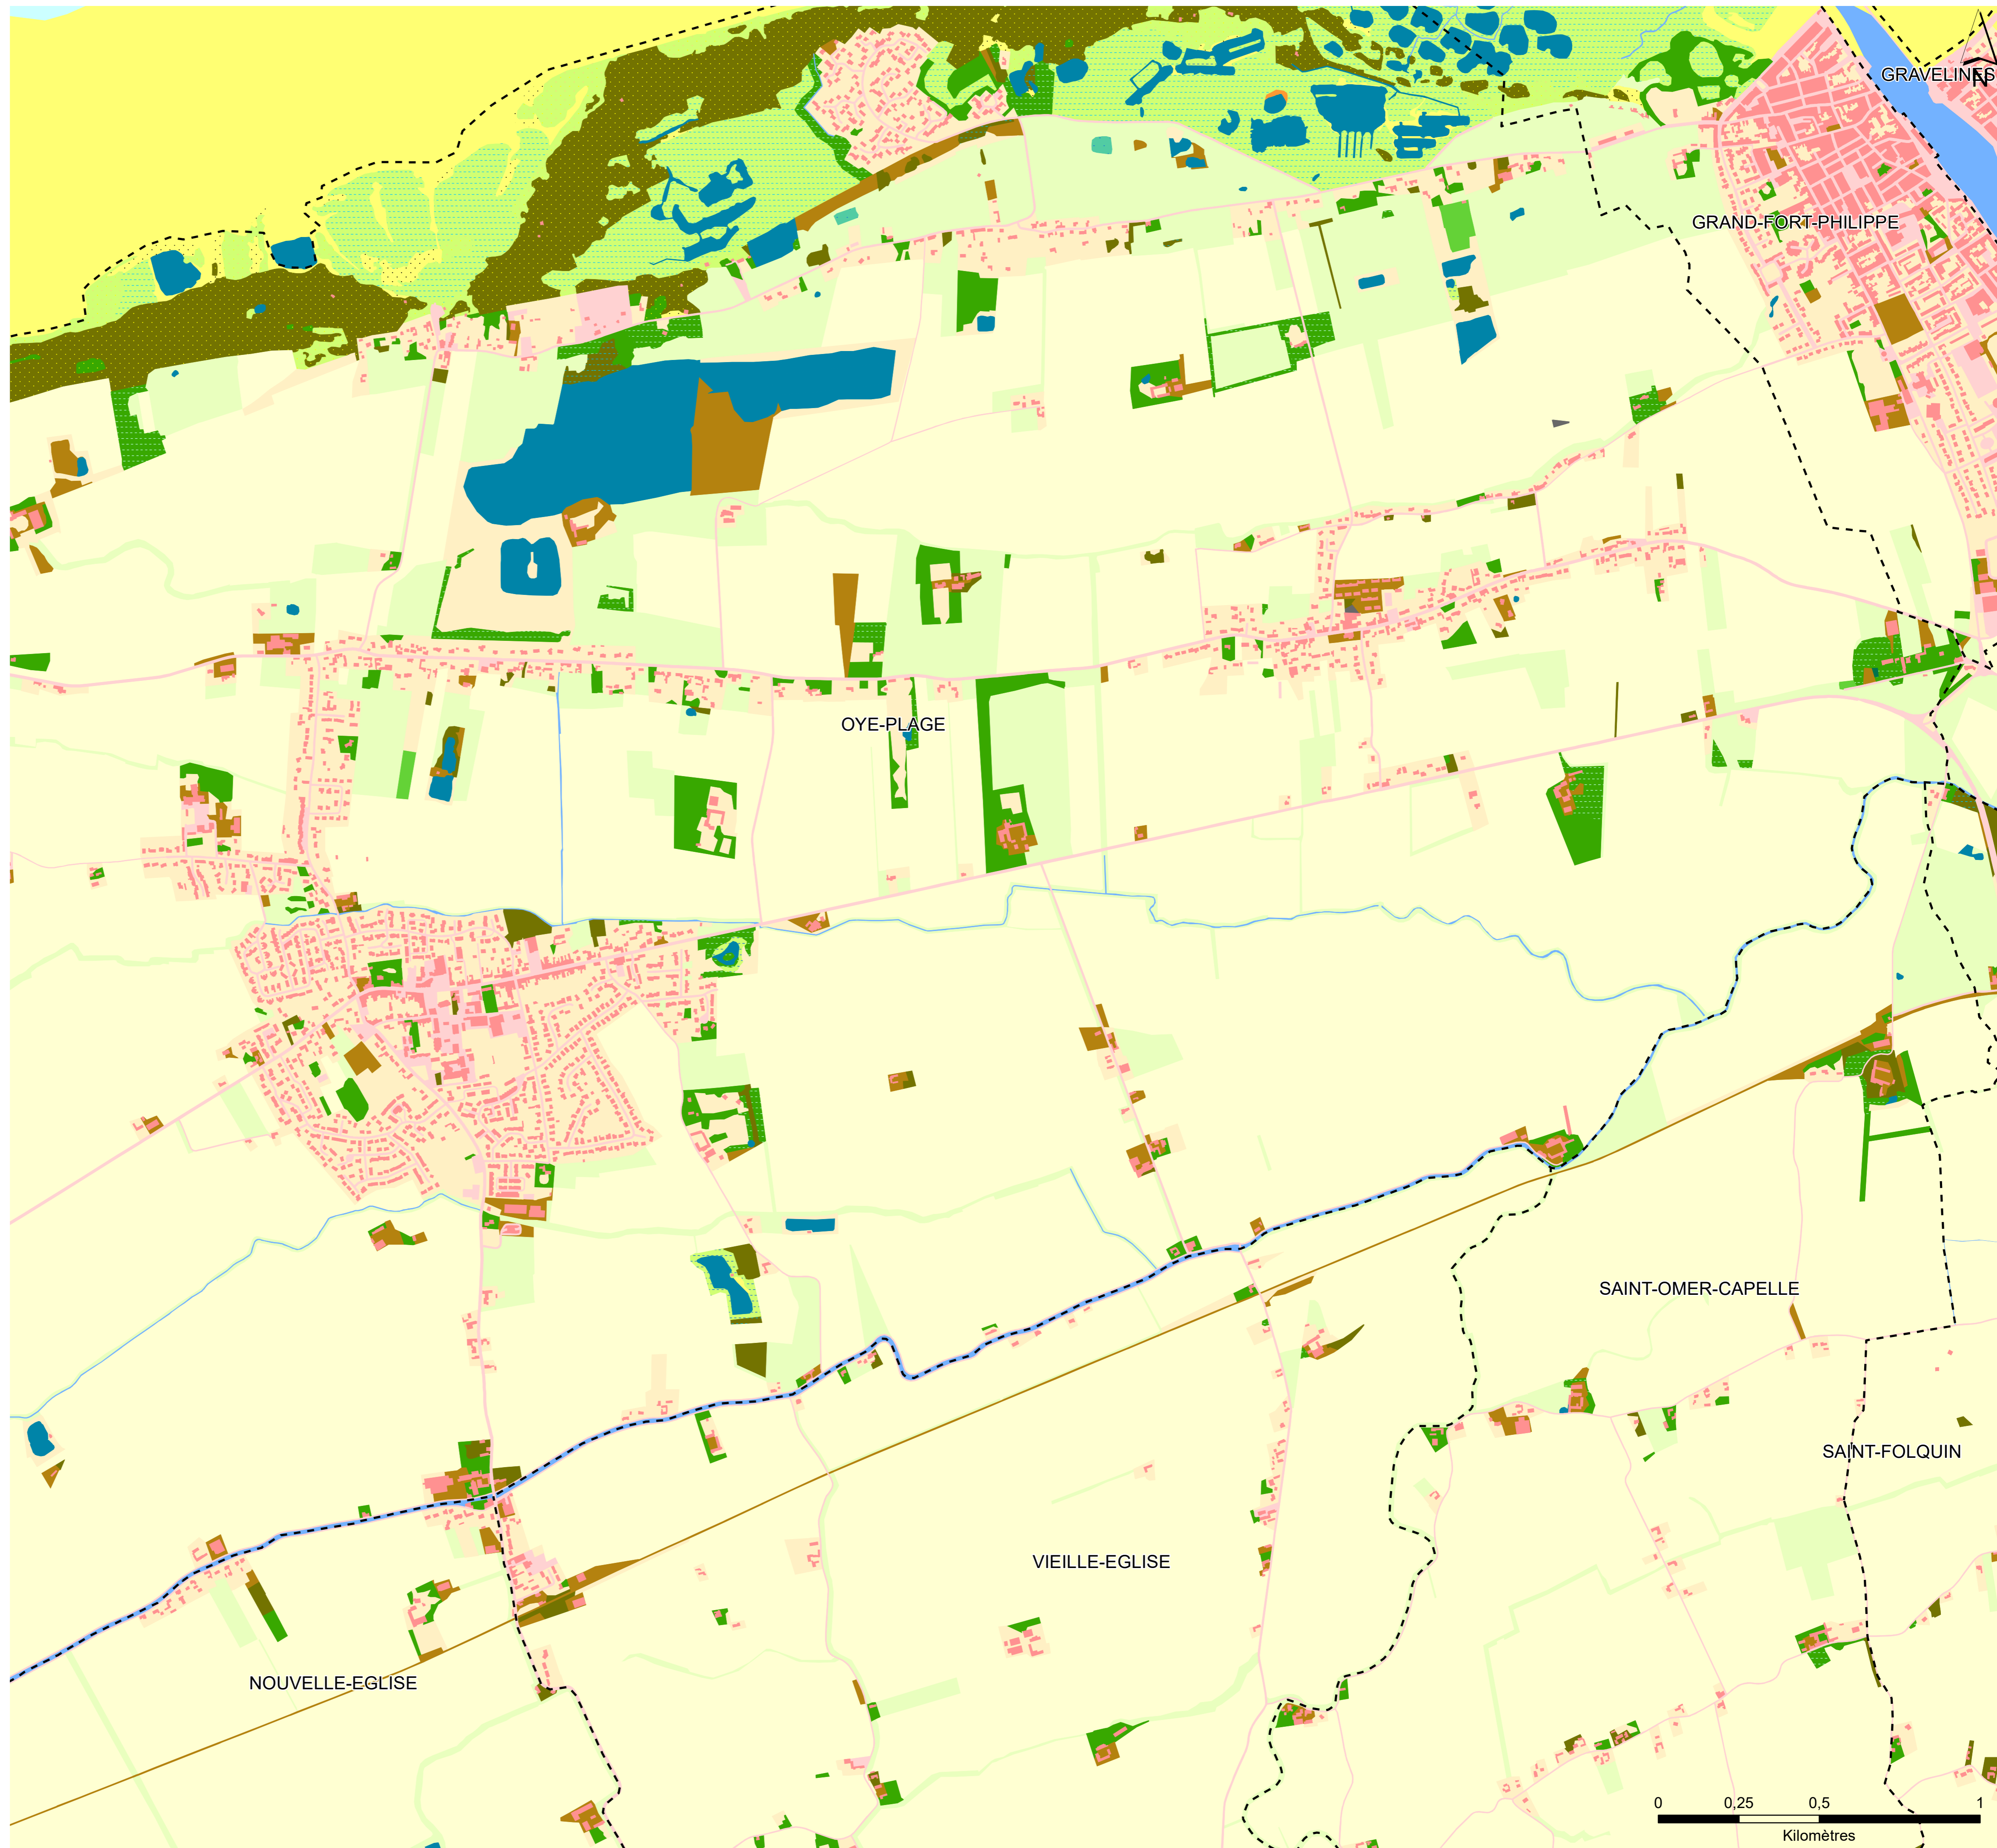 GRAVELINES
N
GRAND-FORT-PHILIPPE
OYE-PLAGE
SAINT-OMER-CAPELLE
SAINT-FOLQUIN
VIEILLE-EGLISE
NOUVELLE-EGLISE
0 0,25 0,5 1
Kilomètres